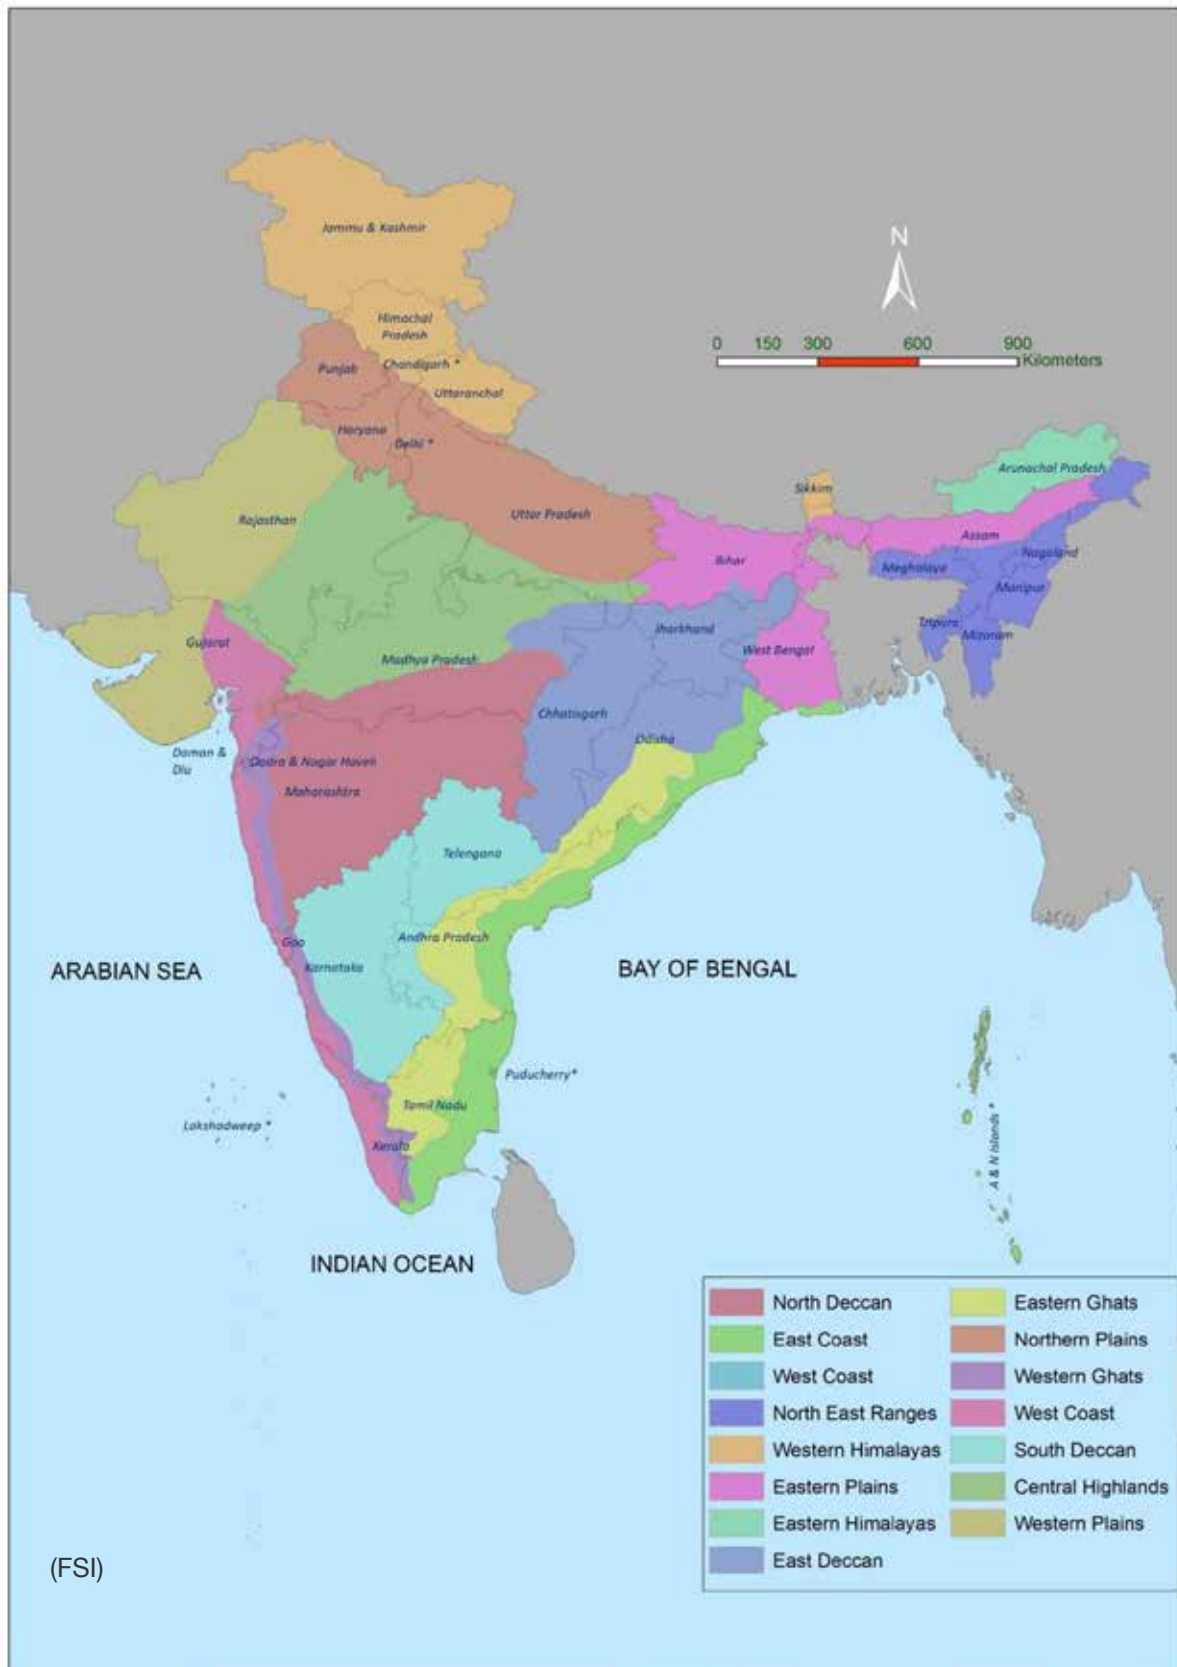 Jammu & Kashmir
N
Himachal
Pradesh
0 150 300 600 900
Kilometers
Chandigarh *
Punjab
Uttaranchal
Haryana
Delhi *
Arunachal Pradesh
Sikkim
Rajasthan
Uttar Pradesh
Assam
Bihar
Nagaland
Meghalaya
Manipur
Tripura
Mizoram
Gujarat
Jharkhand
West Bengal
Madhya Pradesh
Chhatisgarh
Odisha
Daman &
Diu
Dadra & Nagar Haveli
Maharashtra
Telengana
Goa
Andhra Pradesh
Karnataka
ARABIAN SEA
BAY OF BENGAL
Puducherry*
Tamil Nadu
Lakshadweep *
Kerala
A & N Islands *
INDIAN OCEAN
North Deccan
East Coast
West Coast
North East Ranges
Western Himalayas
Eastern Plains
Eastern Himalayas
East Deccan
Eastern Ghats
Northern Plains
Western Ghats
West Coast
South Deccan
Central Highlands
Western Plains
(FSI)